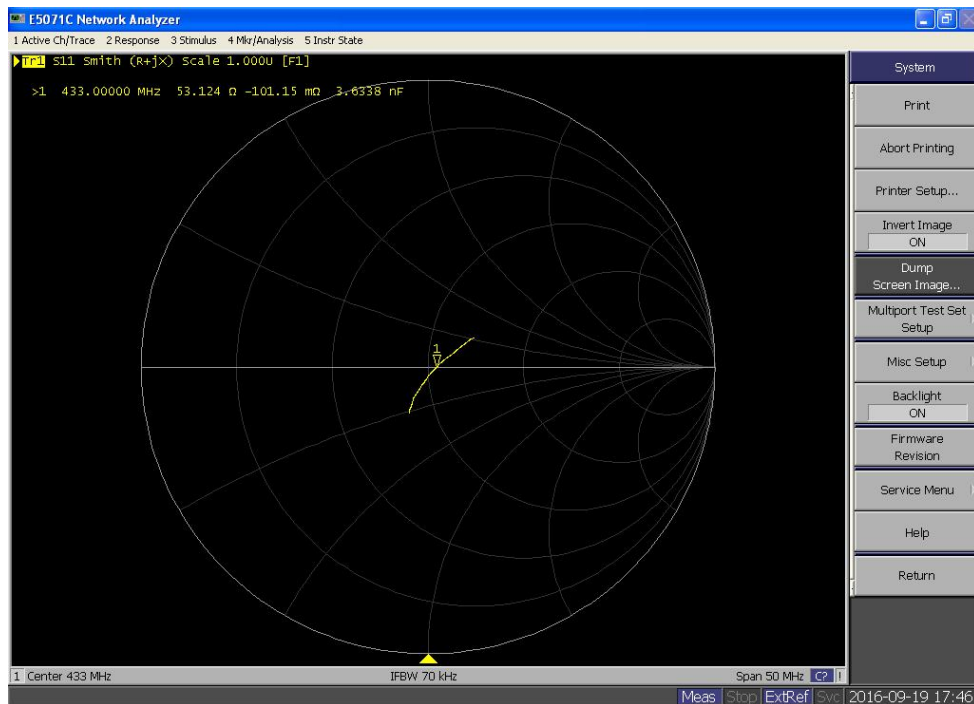 E5071C Network Analyzer
1 Active Ch/Trace 2 Response 3 Stimulus 4 Mkr/Analysis 5 Instr State
Tr1 S11 Smith (R+jX) Scale 1.000U [F1]
>1 433.00000 MHz 53.124 Ω -101.15 mΩ 3.6338 nF
1
System
Print
Abort Printing
Printer Setup...
Invert Image
ON
Dump
Screen Image...
Multiport Test Set
Setup
Misc Setup
Backlight
ON
Firmware
Revision
Service Menu
Help
Return
1 Center 433 MHz IFBW 70 kHz Span 50 MHz C? !
Meas Stop ExtRef Svc 2016-09-19 17:46